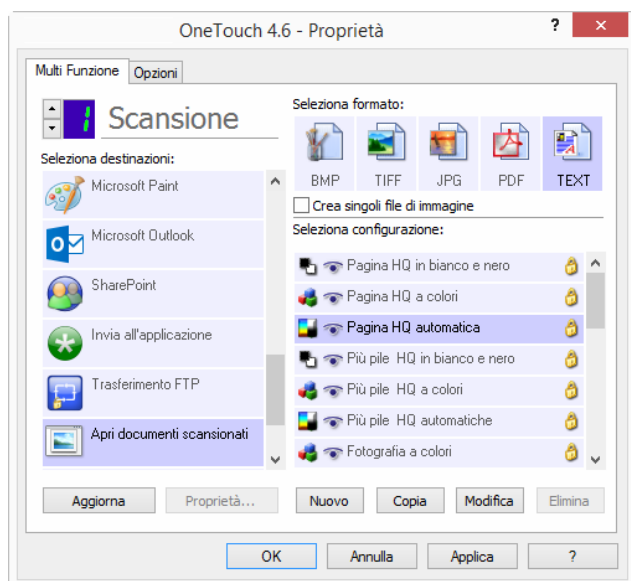 OneTouch 4.6 - Proprietà
?
×
Multi Funzione
Opzioni
1
Scansione
Seleziona destinazioni:
Microsoft Paint
Microsoft Outlook
SharePoint
Invia all'applicazione
Trasferimento FTP
Apri documenti scansionati
Aggiorna
Proprietà...
Seleziona formato:
BMP
TIFF
JPG
PDF
TEXT
Crea singoli file di immagine
Seleziona configurazione:
Pagina HQ in bianco e nero
Pagina HQ a colori
Pagina HQ automatica
Più pile HQ in bianco e nero
Più pile HQ a colori
Più pile HQ automatiche
Fotografia a colori
Nuovo
Copia
Modifica
Elimina
OK
Annulla
Applica
?